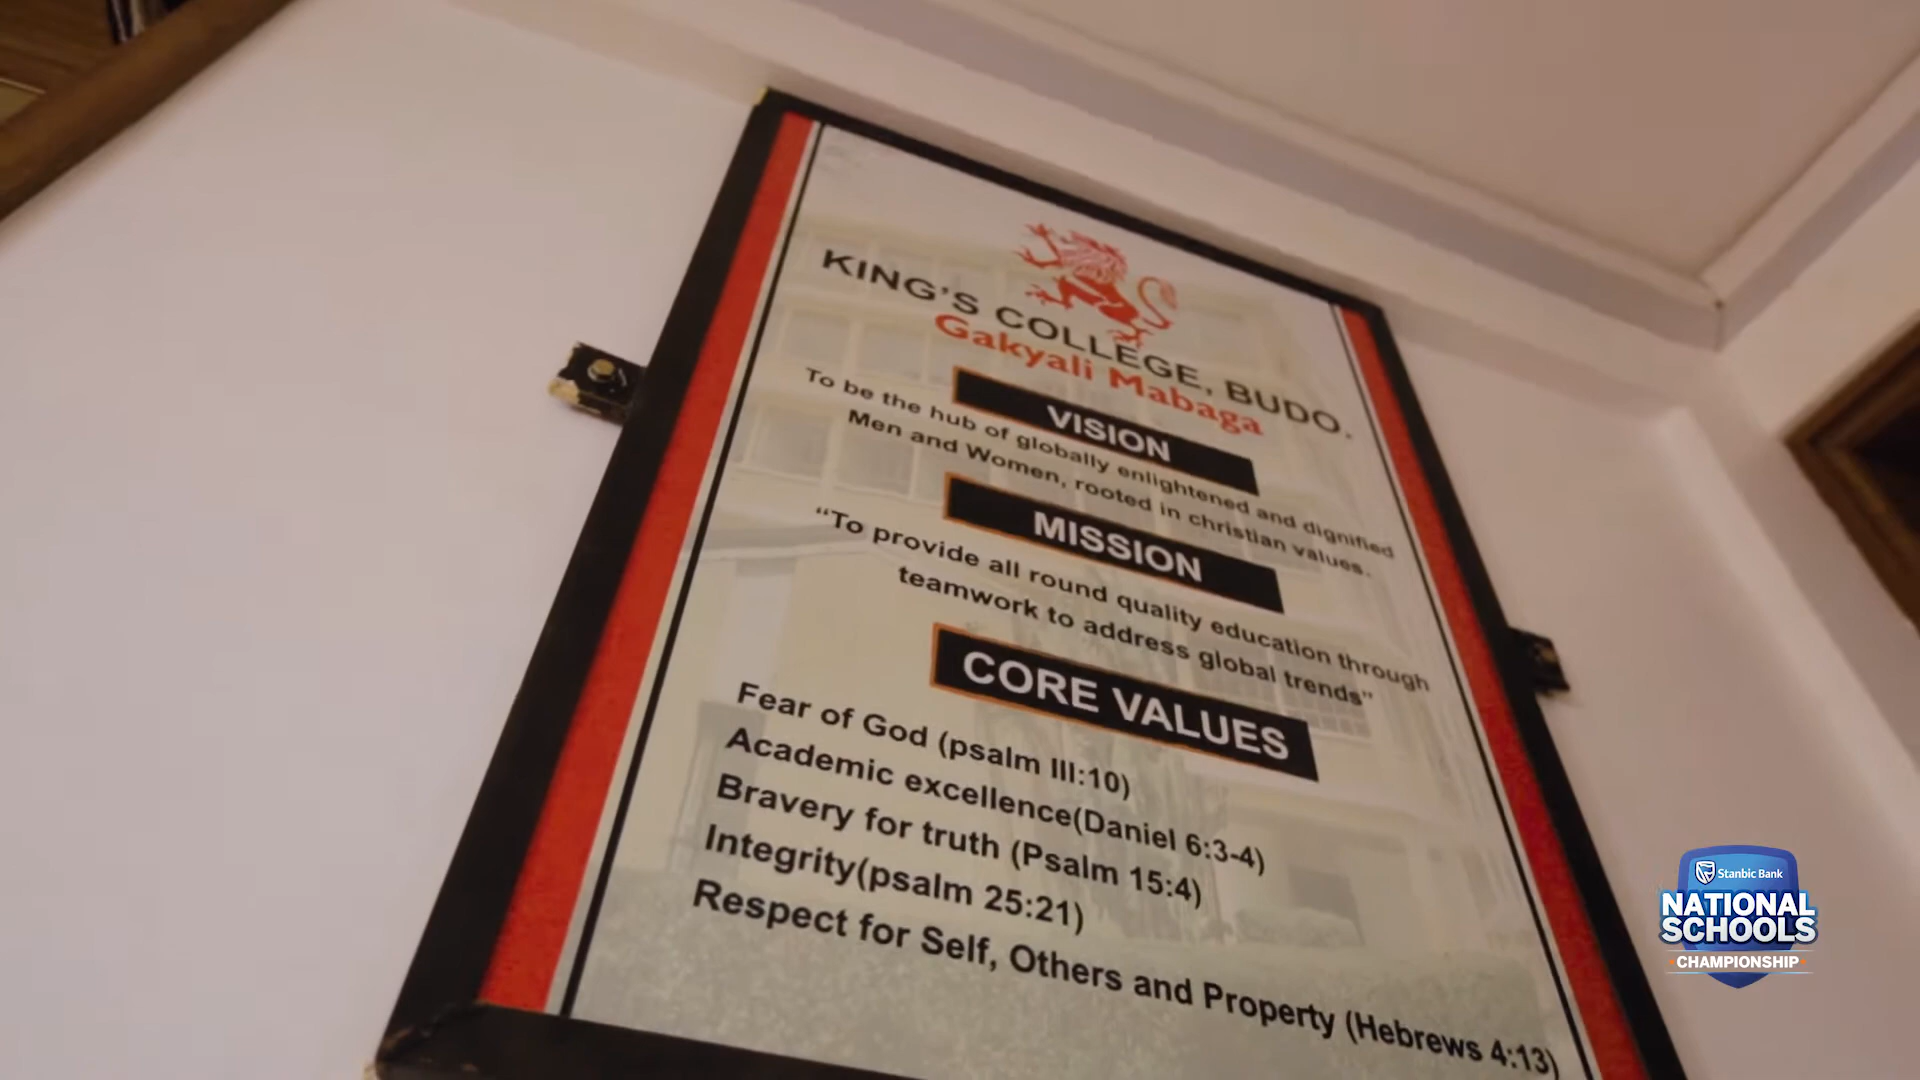 KING'S COLLEGE, BUDO.
Gakyali Mabaga
VISION
To be the hub of globally enlightened and dignified
Men and Women, rooted in christian values.
MISSION
“To provide all round quality education through
teamwork to address global trends”
CORE VALUES
Fear of God (psalm III:10)
Academic excellence(Daniel 6:3-4)
Bravery for truth (Psalm 15:4)
Integrity(psalm 25:21)
Respect for Self, Others and Property (Hebrews 4:13)
Stanbic Bank
NATIONAL
SCHOOLS
CHAMPIONSHIP